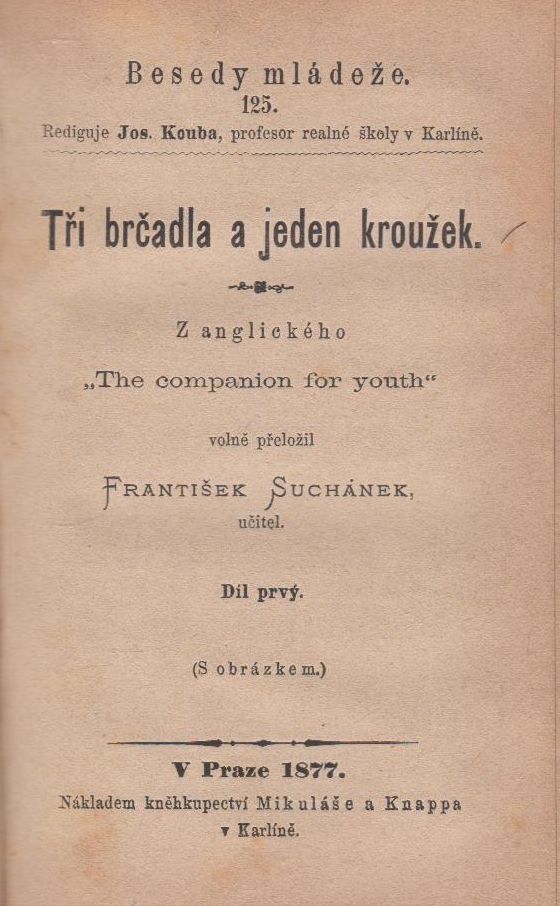 Besedy mládeže.
125.
Rediguje Jos. Kouba, profesor realné školy v Karlíně.
Tři brčadla a jeden kroužek.
Z anglického
„The companion for youth“
volně přeložil
František Suchánek,
učitel.
Díl prvý.
(S obrázkem.)
V Praze 1877.
Nákladem kněhkupectví Mikuláše a Knappa
v Karlíně.